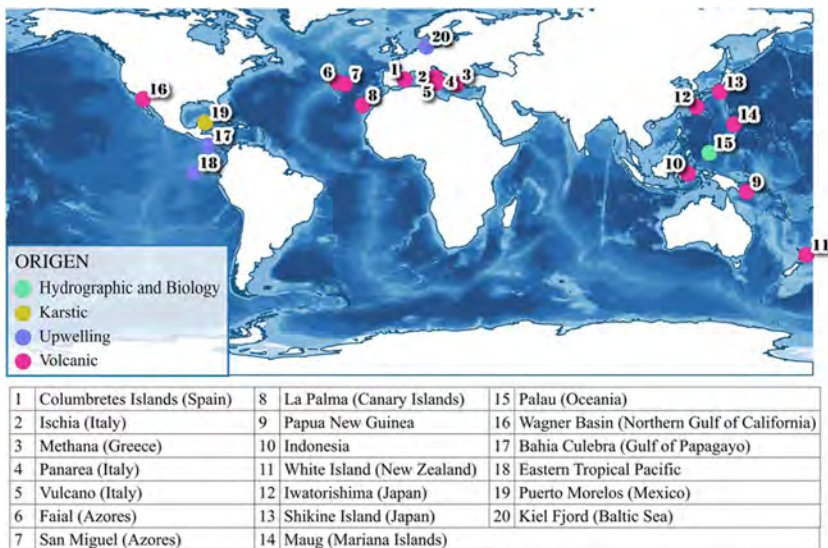 20
1
2
3
6
7
4
5
16
8
13
12
19
14
17
15
18
10
9
11
ORIGEN
Hydrographic and Biology
Karstic
Upwelling
Volcanic
1 Columbretes Islands (Spain) 8 La Palma (Canary Islands) 15 Palau (Oceania)
2 Ischia (Italy) 9 Papua New Guinea 16 Wagner Basin (Northern Gulf of California)
3 Methana (Greece) 10 Indonesia 17 Bahia Culebra (Gulf of Papagayo)
4 Panarea (Italy) 11 White Island (New Zealand) 18 Eastern Tropical Pacific
5 Vulcano (Italy) 12 Iwatorishima (Japan) 19 Puerto Morelos (Mexico)
6 Faial (Azores) 13 Shikine Island (Japan) 20 Kiel Fjord (Baltic Sea)
7 San Miguel (Azores) 14 Maug (Mariana Islands)